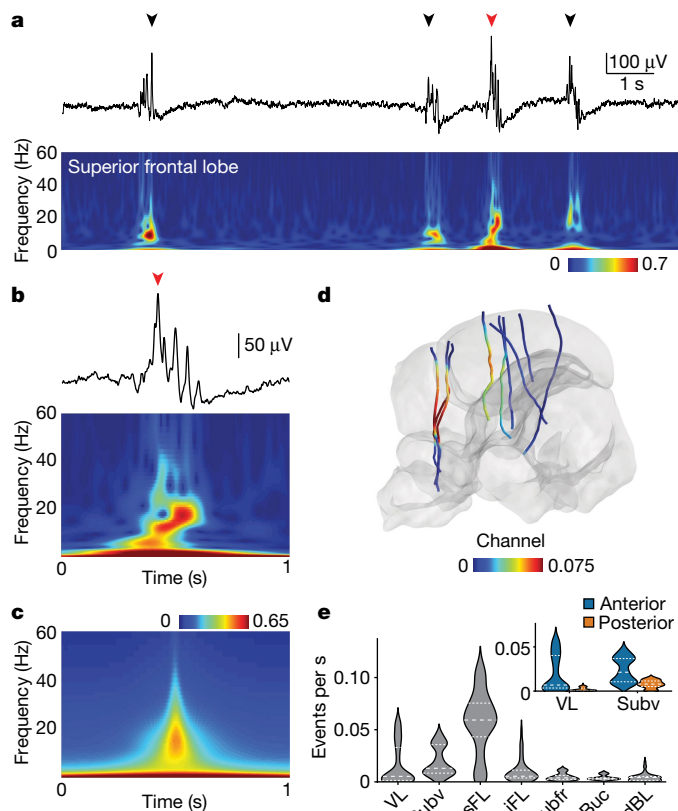 a
100 μV
1 s
Frequency (Hz)
60
40
20
0
Superior frontal lobe
0 0.7
b
50 μV
Frequency (Hz)
60
40
20
0 1
Time (s)
c
0 0.65
Frequency (Hz)
60
40
20
0 1
Time (s)
d
Channel
0 0.075
e
Anterior
Posterior
0.05
0
VL Subv
Events per s
0.10
0.05
0
VL
Subv
sFL